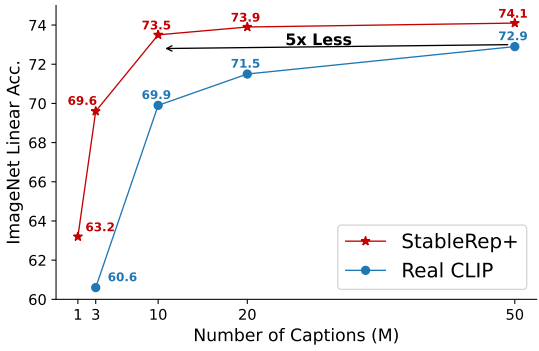 74.1
73.9
73.5
72.9
5x Less
71.5
69.6
69.9
63.2
60.6
74
72
70
68
66
64
62
60
ImageNet Linear Acc.
StableRep+
Real CLIP
1 3 10 20 50
Number of Captions (M)